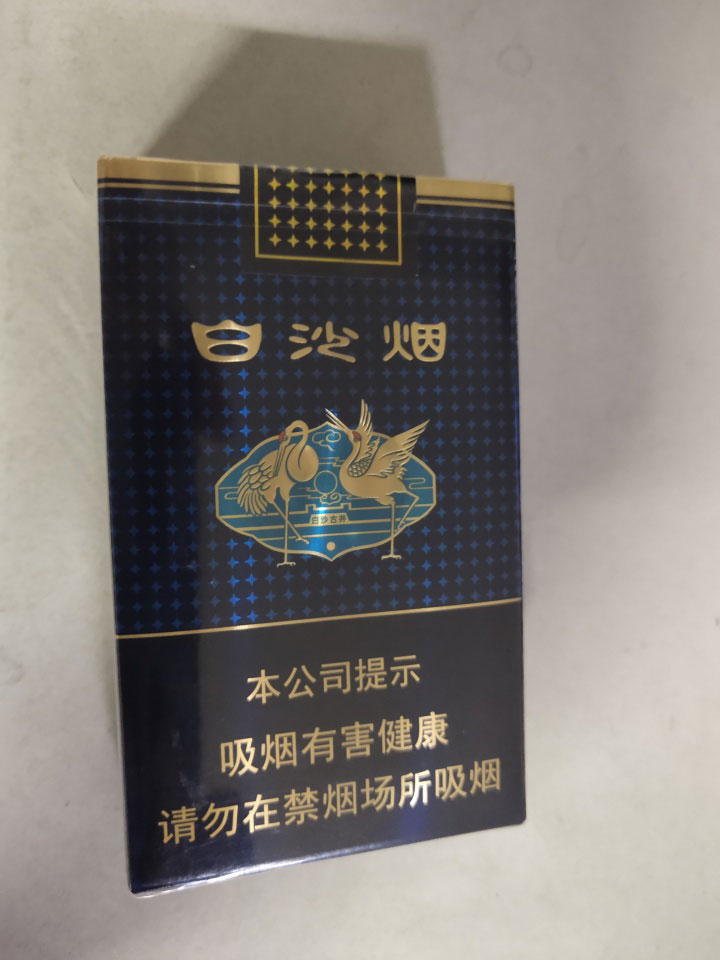 白沙烟
白沙古井
本公司提示
吸烟有害健康
请勿在禁烟场所吸烟